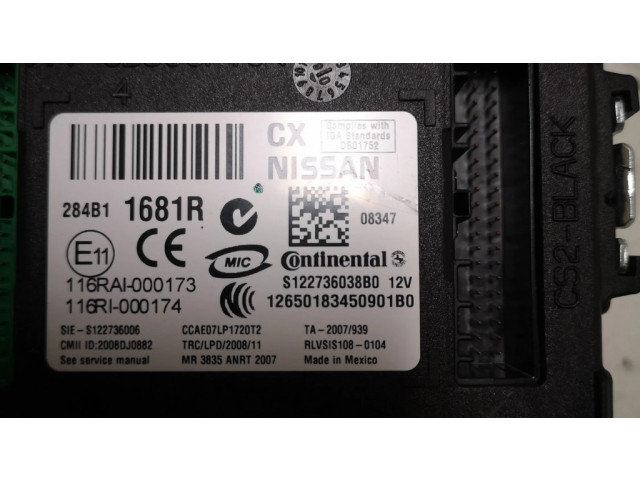 4
CX
Complies with
IDA Standards
DB01752
NISSAN
284B1 1681R
08347
E11
CE
MIC
Continental
116RAI-000173
S122736038B0 12V
116RI-000174
12650183450901B0
SIE-S122736006 CCAE07LP1720T2 TA-2007/939
CMII ID:2008DJ0882 TRC/LPD/2008/11 RLVSIS108-0104
See service manual MR 3835 ANRT 2007 Made in Mexico
CS2-BLACK